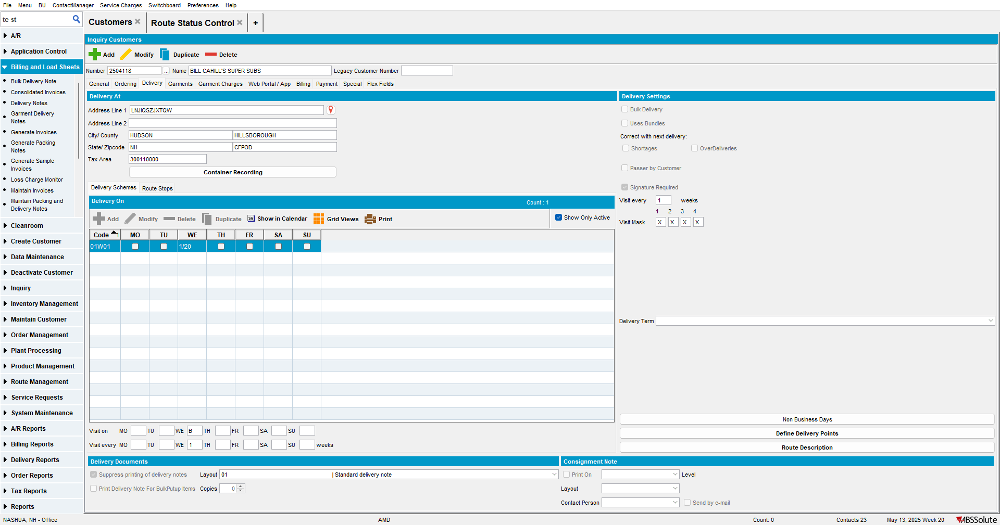 File Menu BU ContactManager Service Charges Switchboard Preferences Help
te st
Customers Route Status Control +
A/R
Application Control
Billing and Load Sheets
Bulk Delivery Note
Consolidated Invoices
Delivery Notes
Garment Delivery
Notes
Generate Invoices
Generate Packing
Notes
Generate Sample
Invoices
Loss Charge Monitor
Maintain Invoices
Maintain Packing and
Delivery Notes
Cleanroom
Create Customer
Data Maintenance
Deactivate Customer
Inquiry
Inventory Management
Maintain Customer
Order Management
Plant Processing
Product Management
Route Management
Service Requests
System Maintenance
A/R Reports
Billing Reports
Delivery Reports
Order Reports
Tax Reports
Reports
Inquiry Customers
Add Modify Duplicate Delete
Number 2504118 ... Name BILL CAHILL'S SUPER SUBS Legacy Customer Number
General Ordering Delivery Garments Garment Charges Web Portal / App Billing Payment Special Flex Fields
Delivery At
Address Line 1 LNJIQSZJXTQW
Address Line 2
City/ County HUDSON HILLSBOROUGH
State/ Zipcode NH CFPOD
Tax Area 300110000
Container Recording
Delivery Schemes Route Stops
Delivery On Count : 1
Add Modify Delete Duplicate 16 Show in Calendar Grid Views Print Show Only Active
Code 1 MO TU WE TH FR SA SU
01W01 1/20
Visit on MO TU WE B TH FR SA SU
Visit every MO TU WE 1 TH FR SA SU weeks
Delivery Settings
Bulk Delivery
Uses Bundles
Correct with next delivery:
Shortages OverDeliveries
Passer by Customer
Signature Required
Visit every 1 weeks
1 2 3 4
Visit Mask X X X X
Delivery Term
Non Business Days
Define Delivery Points
Route Description
Delivery Documents
Suppress printing of delivery notes Layout 01 | Standard delivery note
Print Delivery Note For BulkPutup Items Copies 0
Consignment Note
Print On Level
Layout
Contact Person Send by e-mail
NASHUA, NH - Office AMD Count: 0 Contacts 23 May 13, 2025 Week 20 ABSSolute